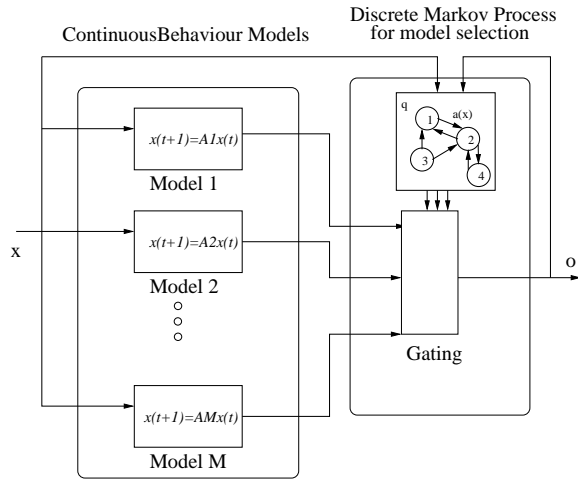 Discrete Markov Process
for model selection
ContinuousBehaviour Models
q
a(x)
1
2
3
4
x(t+1)=A1x(t)
Model 1
x
x(t+1)=A2x(t)
Model 2
o
Gating
x(t+1)=AMx(t)
Model M